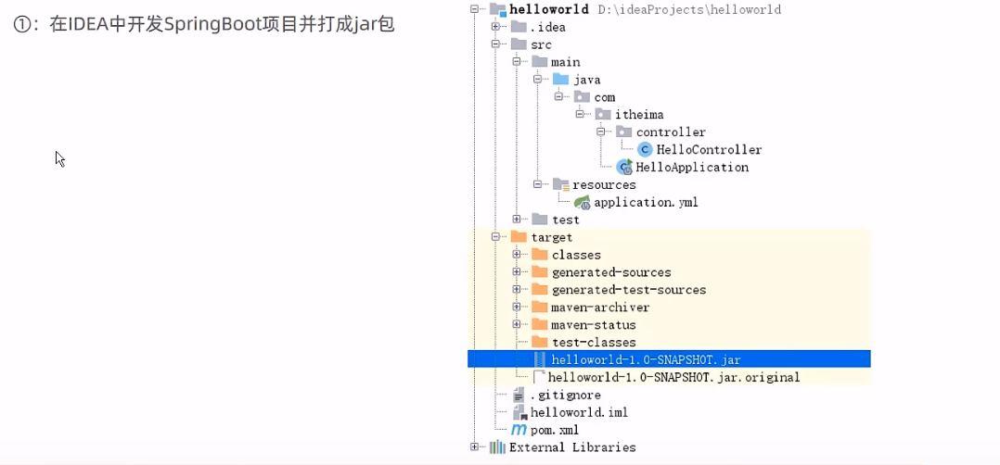 ①：在IDEA中开发SpringBoot项目并打成jar包
helloworld D:\ideaProjects\helloworld
.idea
src
main
java
com
itheima
controller
HelloController
HelloApplication
resources
application.yml
test
target
classes
generated-sources
generated-test-sources
maven-archiver
maven-status
test-classes
helloworld-1.0-SNAPSHOT.jar
helloworld-1.0-SNAPSHOT.jar.original
.gitignore
helloworld.iml
pom.xml
External Libraries